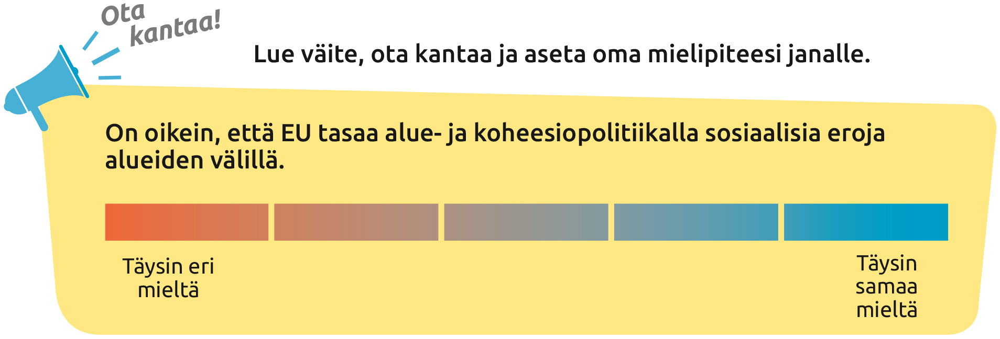 Ota
kantaa!
Lue väite, ota kantaa ja aseta oma mielipiteesi janalle.
On oikein, että EU tasaa alue- ja koheesiopolitiikalla sosiaalisia eroja
alueiden välillä.
Täysin eri
mieltä
Täysin
samaa
mieltä